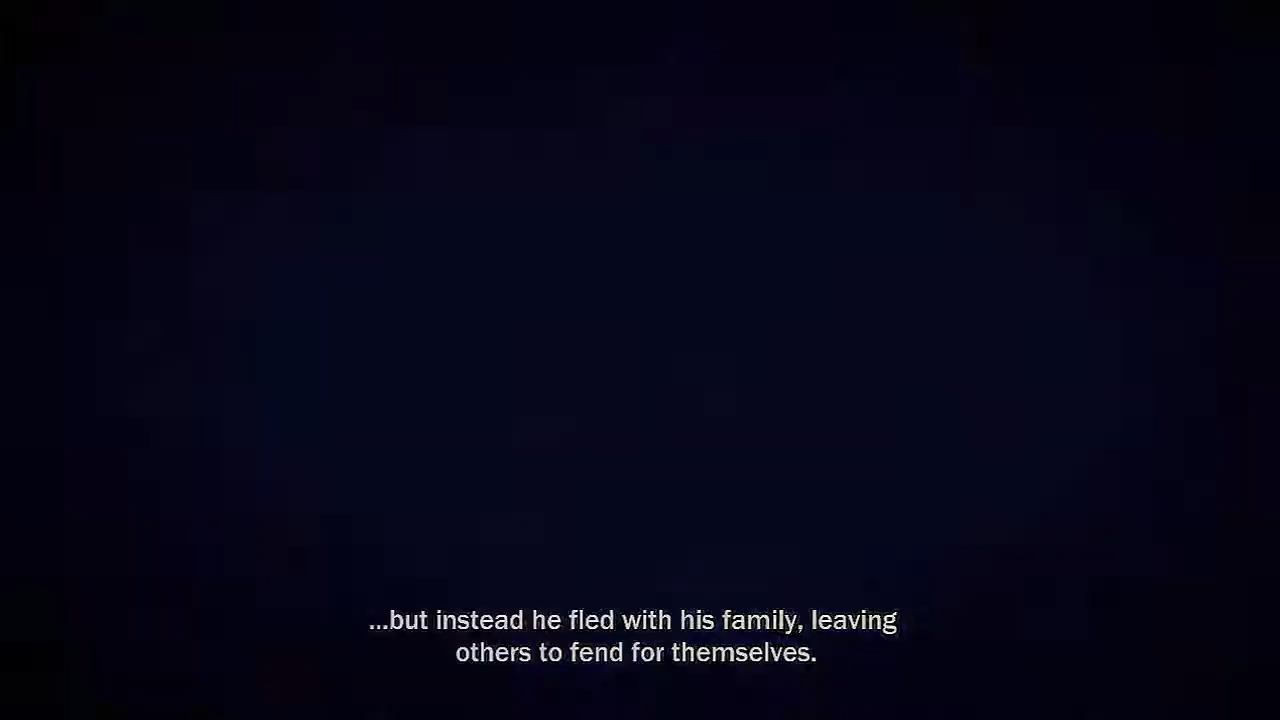 ...but instead he fled with his family, leaving
others to fend for themselves.